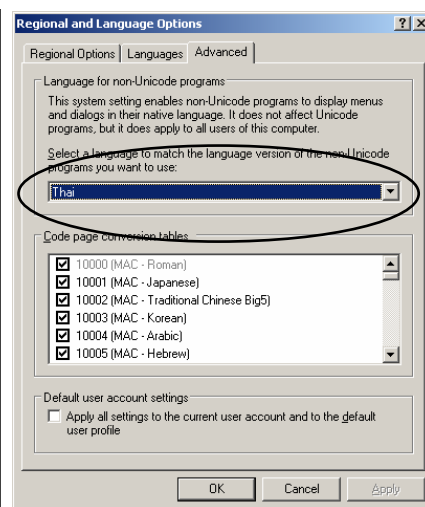 Regional and Language Options
Regional Options Languages Advanced
Language for non-Unicode programs
This system setting enables non-Unicode programs to display menus
and dialogs in their native language. It does not affect Unicode
programs, but it does apply to all users of this computer.
Select a language to match the language version of the non-Unicode
programs you want to use:
Thai
Code page conversion tables
10000 (MAC - Roman)
10001 (MAC - Japanese)
10002 (MAC - Traditional Chinese Big5)
10003 (MAC - Korean)
10004 (MAC - Arabic)
10005 (MAC - Hebrew)
Default user account settings
Apply all settings to the current user account and to the default
user profile
OK Cancel Apply